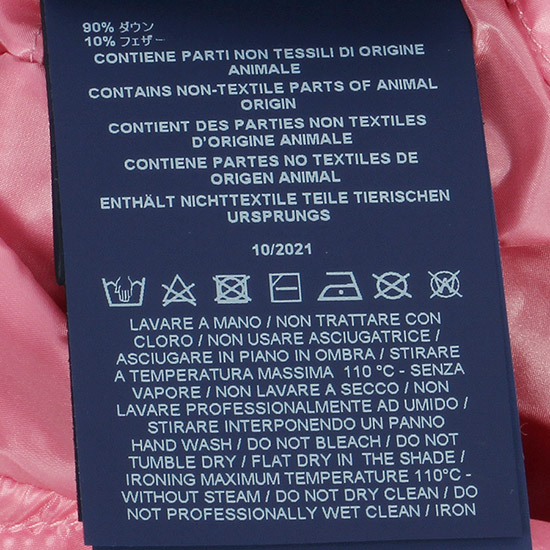 90% ダウン
10% フェザー
CONTIENE PARTI NON TESSILI DI ORIGINE
ANIMALE
CONTAINS NON-TEXTILE PARTS OF ANIMAL
ORIGIN
CONTIENT DES PARTIES NON TEXTILES
D'ORIGINE ANIMALE
CONTIENE PARTES NO TEXTILES DE
ORIGEN ANIMAL
ENTHÄLT NICHTTEXTILE TEILE TIERISCHEN
URSPRUNGS
10/2021
LAVARE A MANO / NON TRATTARE CON
CLORO / NON USARE ASCIUGATRICE /
ASCIUGARE IN PIANO IN OMBRA / STIRARE
A TEMPERATURA MASSIMA 110 °C - SENZA
VAPORE / NON LAVARE A SECCO / NON
LAVARE PROFESSIONALMENTE AD UMIDO /
STIRARE INTERPONENDO UN PANNO
HAND WASH / DO NOT BLEACH / DO NOT
TUMBLE DRY / FLAT DRY IN THE SHADE /
IRONING MAXIMUM TEMPERATURE 110°C -
WITHOUT STEAM / DO NOT DRY CLEAN / DO
NOT PROFESSIONALLY WET CLEAN / IRON